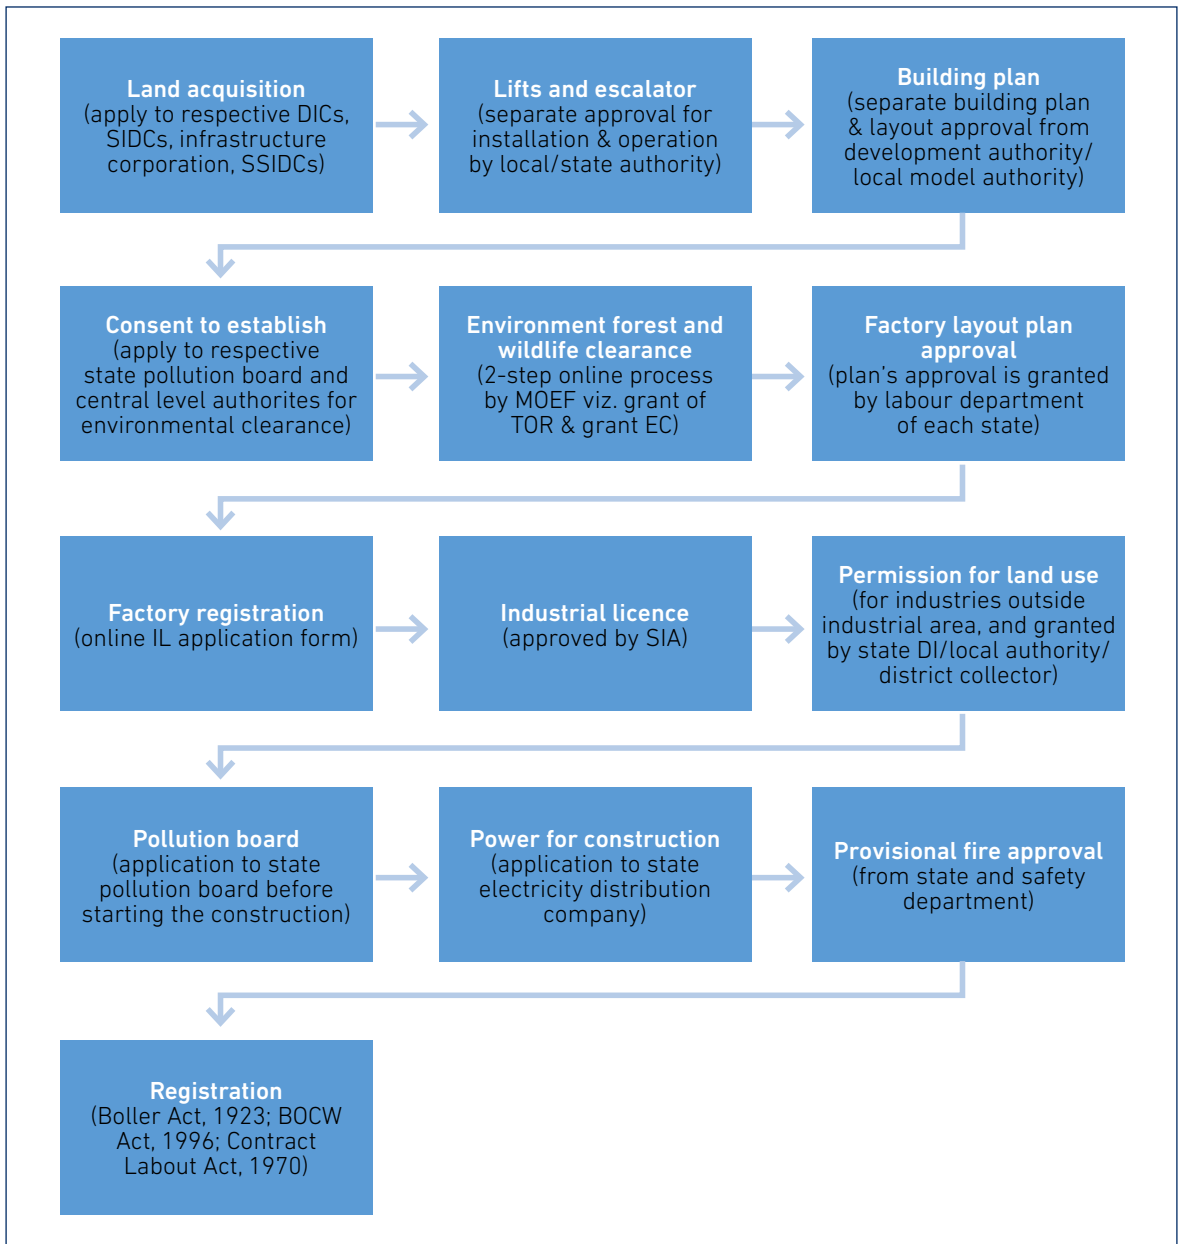 Land acquisition
(apply to respective DICs,
SIDCs, infrastructure
corporation, SSIDCs)
Lifts and escalator
(separate approval for
installation & operation
by local/state authority)
Building plan
(separate building plan
& layout approval from
development authority/
local model authority)
Consent to establish
(apply to respective
state pollution board and
central level authorites for
environmental clearance)
Environment forest and
wildlife clearance
(2-step online process
by MOEF viz. grant of
TOR & grant EC)
Factory layout plan
approval
(plan's approval is granted
by labour department
of each state)
Factory registration
(online IL application form)
Industrial licence
(approved by SIA)
Permission for land use
(for industries outside
industrial area, and granted
by state DI/local authority/
district collector)
Pollution board
(application to state
pollution board before
starting the construction)
Power for construction
(application to state
electricity distribution
company)
Provisional fire approval
(from state and safety
department)
Registration
(Boller Act, 1923; BOCW
Act, 1996; Contract
Labout Act, 1970)